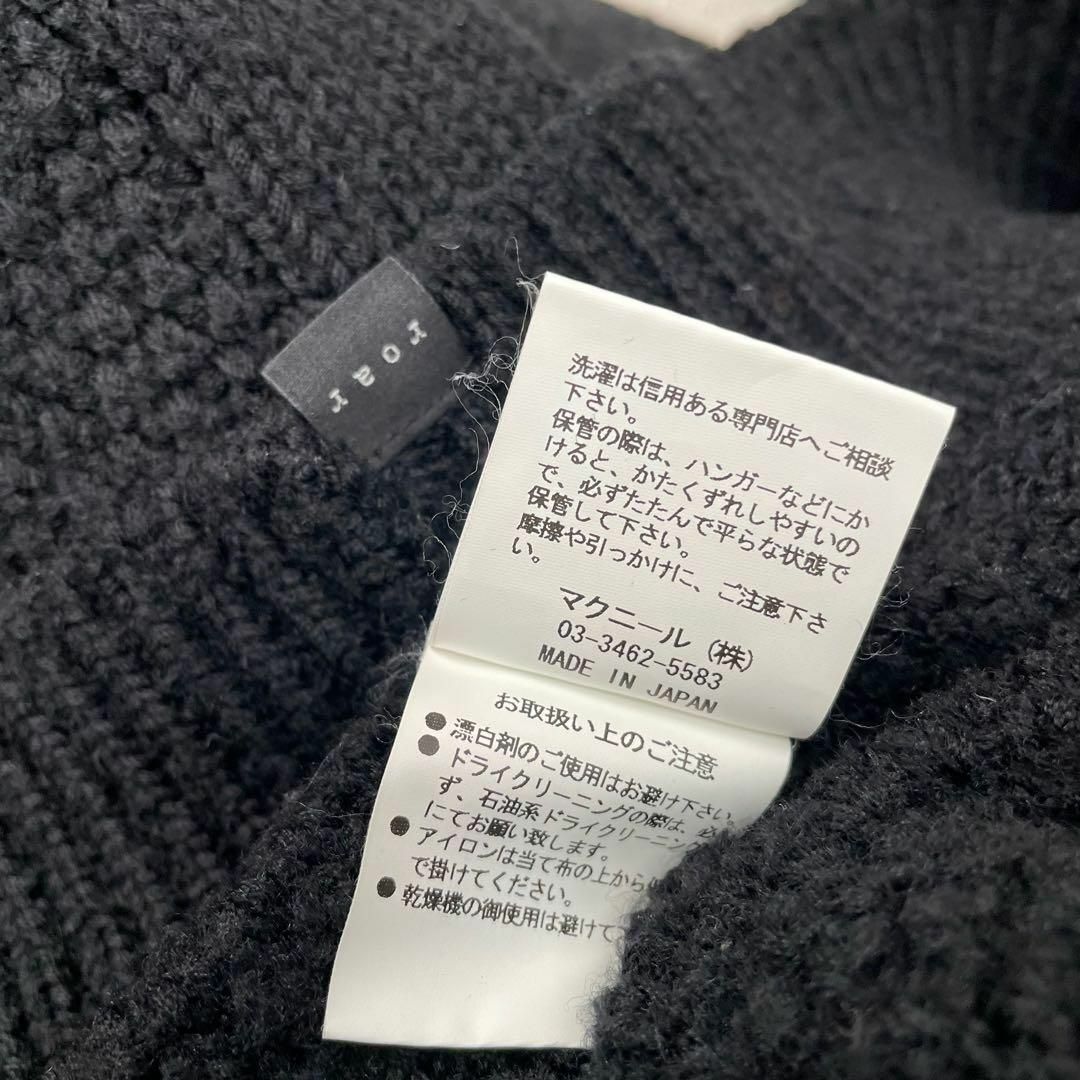 洗濯は信用ある専門店へご相談
下さい。
保管の際は、ハンガーなどにか
けると、かたくずれしやすいの
で、必ずたたんで平らな状態で
保管して下さい。
摩擦や引っかけに、ご注意下さ
い。
マクニール(株)
03-3462-5583
MADE IN JAPAN
お取扱い上のご注意
●漂白剤のご使用はお避け下さい。
●ドライクリーニングの際は、必
ず、石油系ドライクリーニング
にてお願い致します。
●アイロンは当て布の上から
で掛けてください。
●乾燥機の御使用は避けて